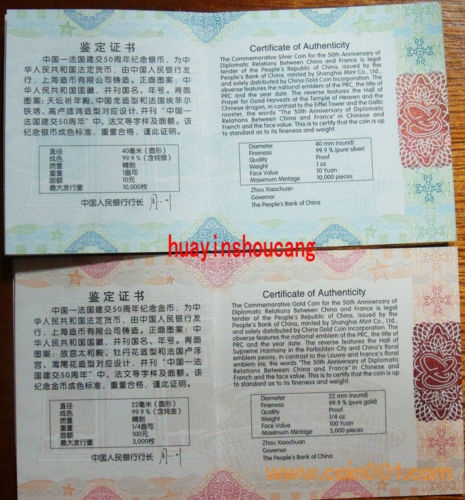 鉴定证书
中国—法国建交50周年纪念银币,为中
华人民共和国法定货币,由中国人民银行发
行,上海造币有限公司铸造。正面图案:中
华人民共和国国徽,并刊国名、年号。背面
图案:天坛祈年殿、中国龙造型和法国埃菲尔
铁塔、高卢雄鸡造型对应设计,并刊“中国—
法国建交50周年”中、法文等字样及面额。该
纪念银币成色标准,重量合格,谨此证明。
直径 40毫米(圆形)
成色 99.9%(含纯银)
质量 精制
重量 1盎司
面额 10元
最大发行量 10,000枚
中国人民银行行长
Certificate of Authenticity
The Commemorative Silver Coin for the 50th Anniversary of
Diplomatic Relations Between China and France is legal
tender of the People's Republic of China, issued by the
People's Bank of China, minted by Shanghai Mint Co., Ltd.,
and solely distributed by China Gold Coin Incorporation. The
obverse features the national emblem of the PRC, title of the
PRC and the year date. The reverse features the Hall of
Prayer for Good Harvests at the Temple of Heaven and the
Chinese dragon, in contrast to the Eiffel Tower and the Gallic
rooster, the words "The 50th Anniversary of Diplomatic
Relations Between China and France" in Chinese and
French and the face value. This is to certify that the coin is up
to standard as to its fineness and weight.
Diameter 40 mm (round)
Fineness 99.9% (pure silver)
Quality Proof
Weight 1 oz
Face Value 10 Yuan
Maximum Mintage 10,000 pieces
Zhou Xiaochuan
Governor
The People's Bank of China
huayinshoucang
鉴定证书
中国—法国建交50周年纪念金币,为中
华人民共和国法定货币,由中国人民银行发
行,上海造币有限公司铸造。正面图案:中
华人民共和国国徽,并刊国名、年号。背面
图案:故宫太和殿、牡丹花造型和法国卢浮
宫、鸢尾花造型对应设计,并刊“中国—法
国建交50周年”中、法文等字样及面额。该
纪念金币成色标准,重量合格,谨此证明。
直径 22毫米(圆形)
成色 99.9%(含纯金)
质量 精制
重量 1/4盎司
面额 100元
最大发行量 3,000枚
中国人民银行行长
Certificate of Authenticity
The Commemorative Gold Coin for the 50th Anniversary of
Diplomatic Relations Between China and France is legal
tender of the People's Republic of China, issued by the
People's Bank of China, minted by Shanghai Mint Co., Ltd.,
and solely distributed by China Gold Coin Incorporation. The
obverse features the national emblem of the PRC, the title of
PRC and the year date. The reverse features the Hall of
Supreme Harmony in the Forbidden City and China's floral
emblem peony, in contrast to the Louvre and France's floral
emblem iris, the words "The 50th Anniversary of Diplomatic
Relations Between China and France" in Chinese and
French and the face value. This is to certify that the coin is up
to standard as to its fineness and weight.
Diameter 22 mm (round)
Fineness 99.9% (pure gold)
Quality Proof
Weight 1/4 oz
Face Value 100 Yuan
Maximum Mintage 3,000 pieces
Zhou Xiaochuan
Governor
The People's Bank of China
www.coin001.com